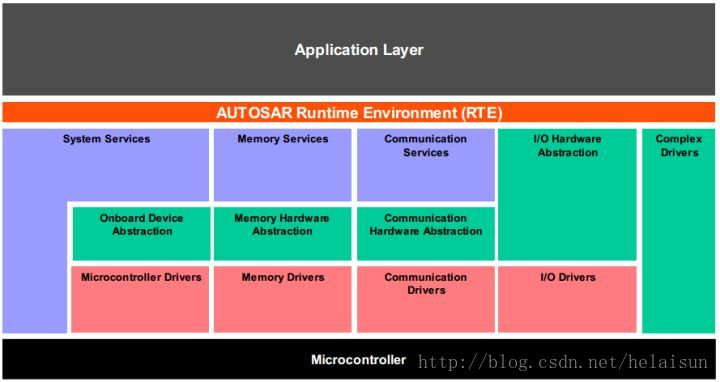 Application Layer
AUTOSAR Runtime Environment (RTE)
System Services
Memory Services
Communication
Services
I/O Hardware
Abstraction
Complex
Drivers
Onboard Device
Abstraction
Memory Hardware
Abstraction
Communication
Hardware Abstraction
Microcontroller Drivers
Memory Drivers
Communication
Drivers
I/O Drivers
Microcontroller
http://blog.csdn.net/helaisun